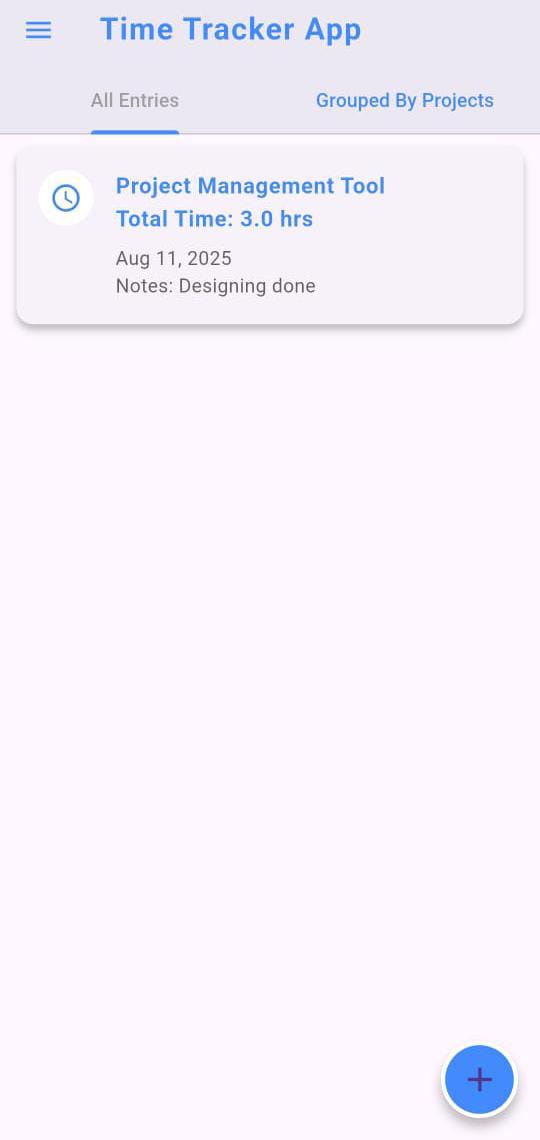 Time Tracker App
All Entries
Grouped By Projects
Project Management Tool
Total Time: 3.0 hrs
Aug 11, 2025
Notes: Designing done